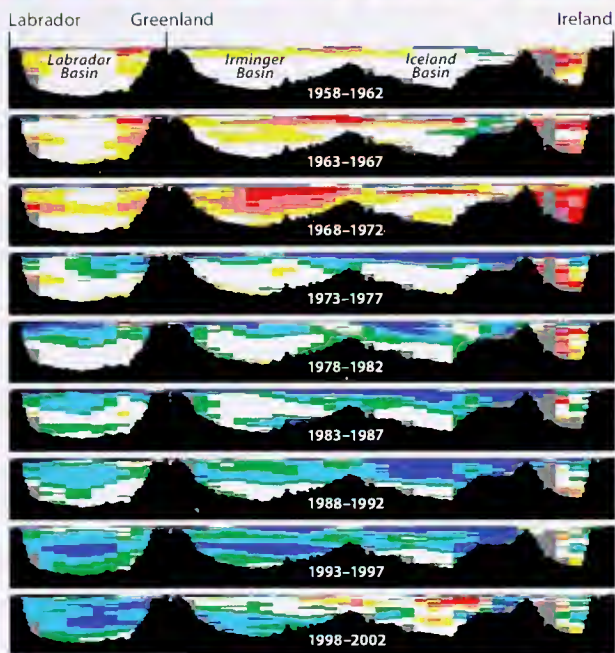 Labrador Greenland Ireland
Labrador Basin
Irminger Basin
Iceland Basin
1958–1962
1963–1967
1968–1972
1973–1977
1978–1982
1983–1987
1988–1992
1993–1997
1998–2002